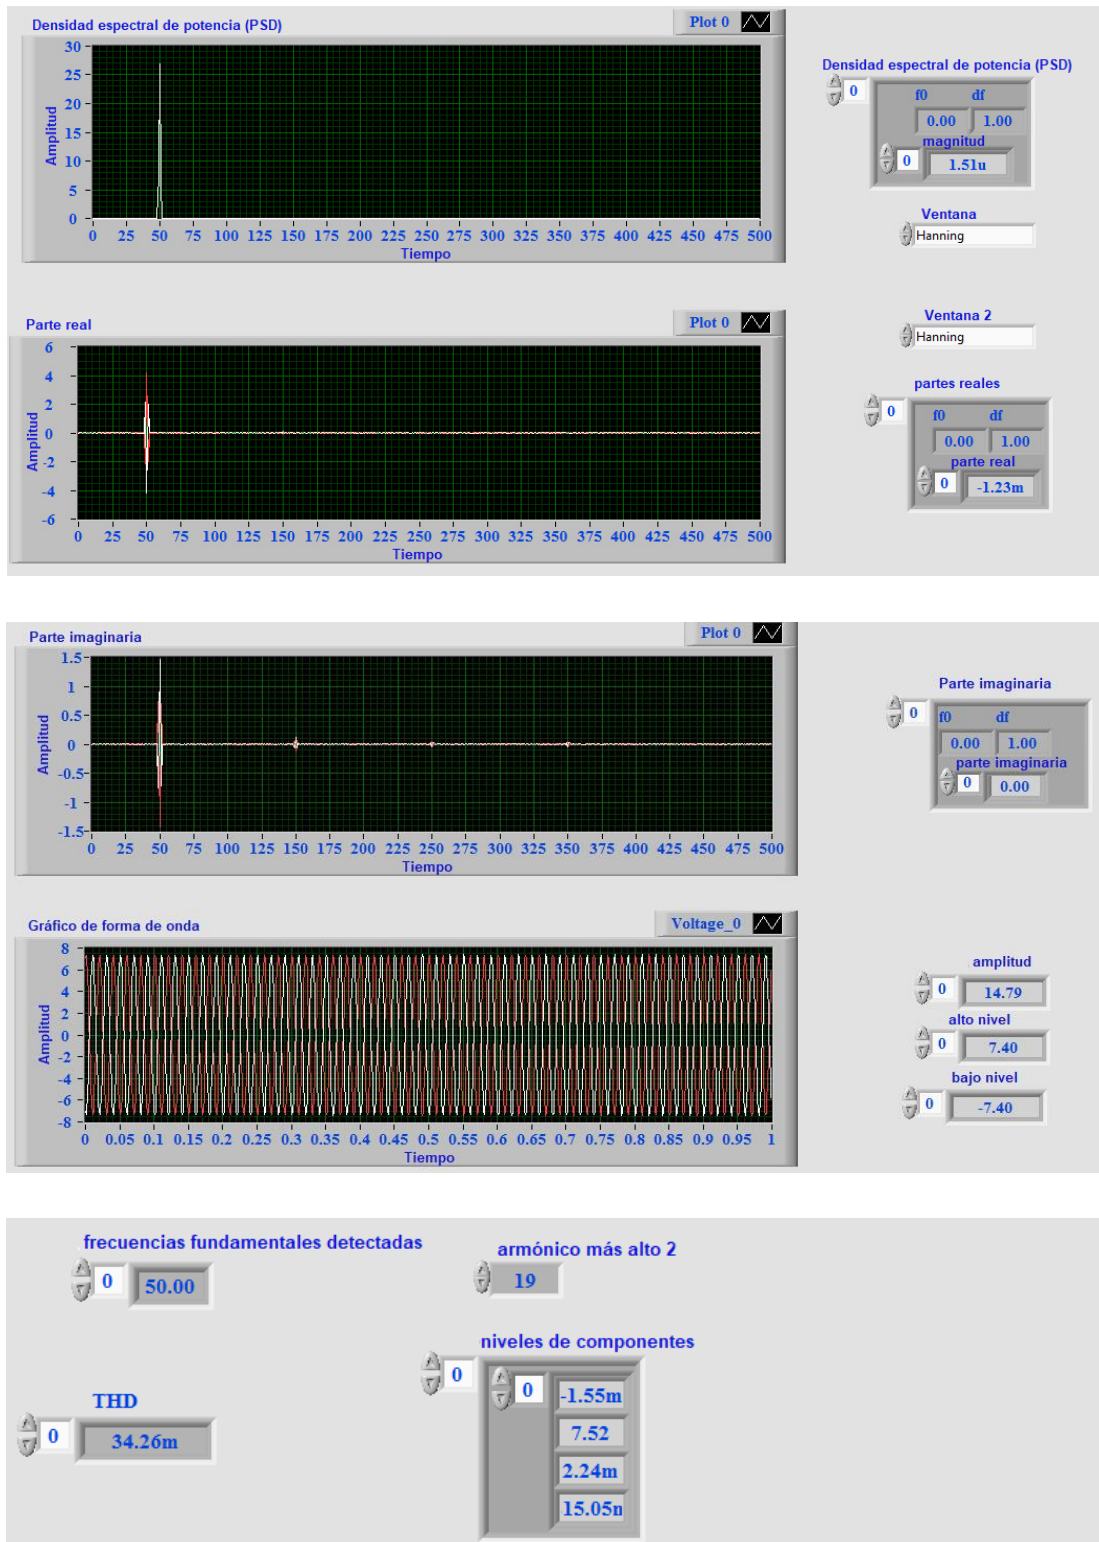 Densidad espectral de potencia (PSD)
Plot 0
Amplitud
30
25
20
15
10
5
0
0 25 50 75 100 125 150 175 200 225 250 275 300 325 350 375 400 425 450 475 500
Tiempo
Densidad espectral de potencia (PSD)
0
f0 df
0.00 1.00
magnitud
0 1.51u
Ventana
Hanning
Parte real
Plot 0
Amplitud
6
4
2
0
-2
-4
-6
0 25 50 75 100 125 150 175 200 225 250 275 300 325 350 375 400 425 450 475 500
Tiempo
Ventana 2
Hanning
partes reales
0
f0 df
0.00 1.00
parte real
0 -1.23m
Parte imaginaria
Plot 0
Amplitud
1.5
1
0.5
0
-0.5
-1
-1.5
0 25 50 75 100 125 150 175 200 225 250 275 300 325 350 375 400 425 450 475 500
Tiempo
Parte imaginaria
0
f0 df
0.00 1.00
parte imaginaria
0 0.00
Gráfico de forma de onda
Voltage_0
Amplitud
8
6
4
2
0
-2
-4
-6
-8
0 0.05 0.1 0.15 0.2 0.25 0.3 0.35 0.4 0.45 0.5 0.55 0.6 0.65 0.7 0.75 0.8 0.85 0.9 0.95 1
Tiempo
amplitud
0 14.79
alto nivel
0 7.40
bajo nivel
0 -7.40
frecuencias fundamentales detectadas
0 50.00
armónico más alto 2
19
THD
0 34.26m
niveles de componentes
0
0 -1.55m
7.52
2.24m